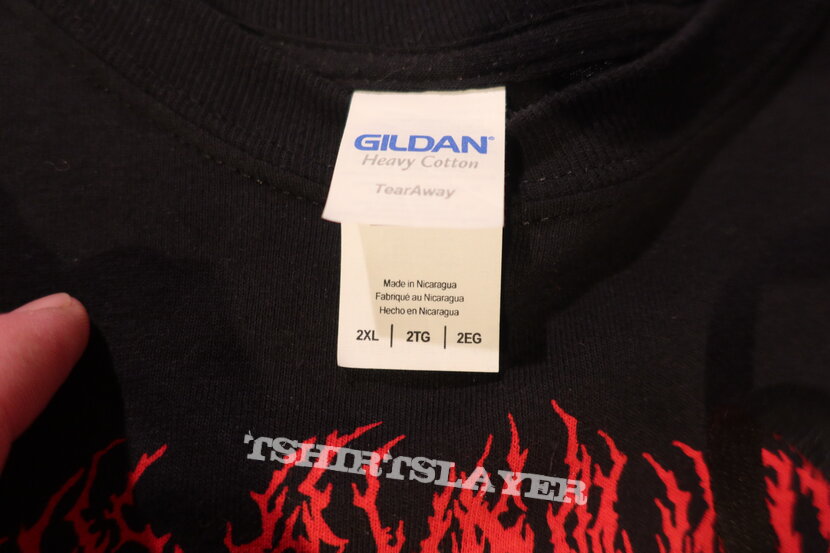 GILDAN®
Heavy Cotton
TearAway
Made in Nicaragua
Fabriqué au Nicaragua
Hecho en Nicaragua
2XL | 2TG | 2EG
TSHIRTSLAYER